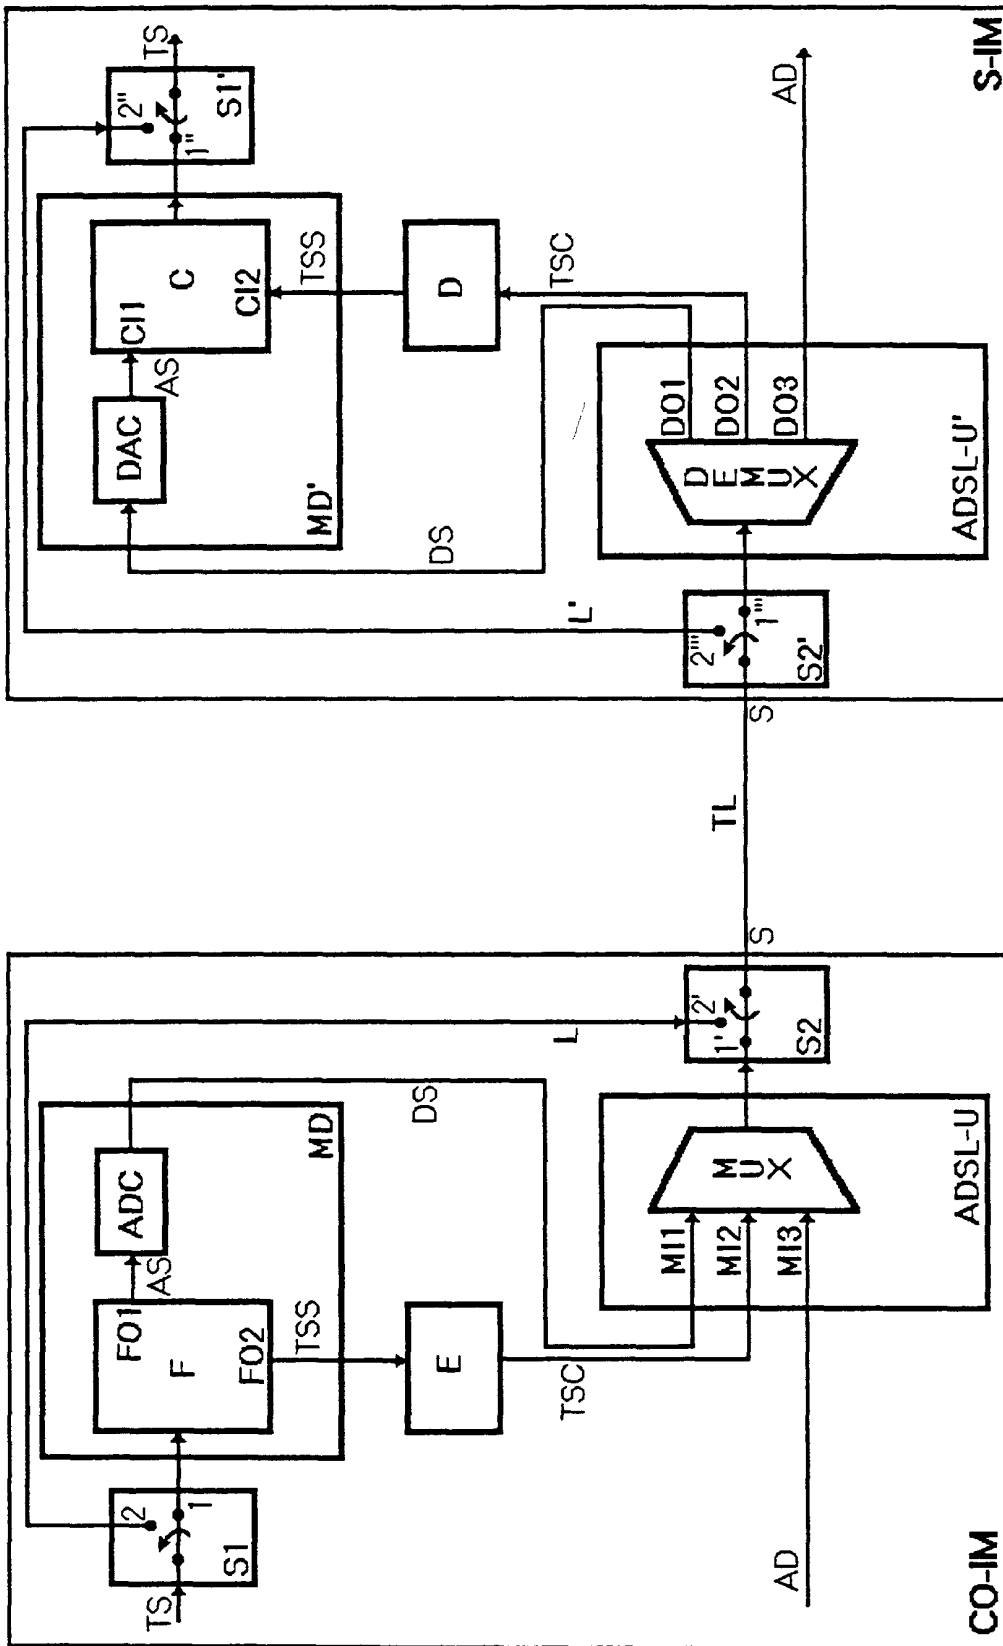 TS
S1
2
1
F
FO1
FO2
AS
ADC
MD
TSS
E
DS
TSC
L
MI1
MI2
MI3
MUX
ADSL-U
1'
2'
S2
S
AD
CO-IM
TL
S
S2'
2'''
1'''
L'
DEMUX
DO1
DO2
DO3
ADSL-U'
DS
TSC
D
TSS
MD'
DAC
AS
CI1
CI2
C
1''
2''
S1'
TS
AD
S-IM